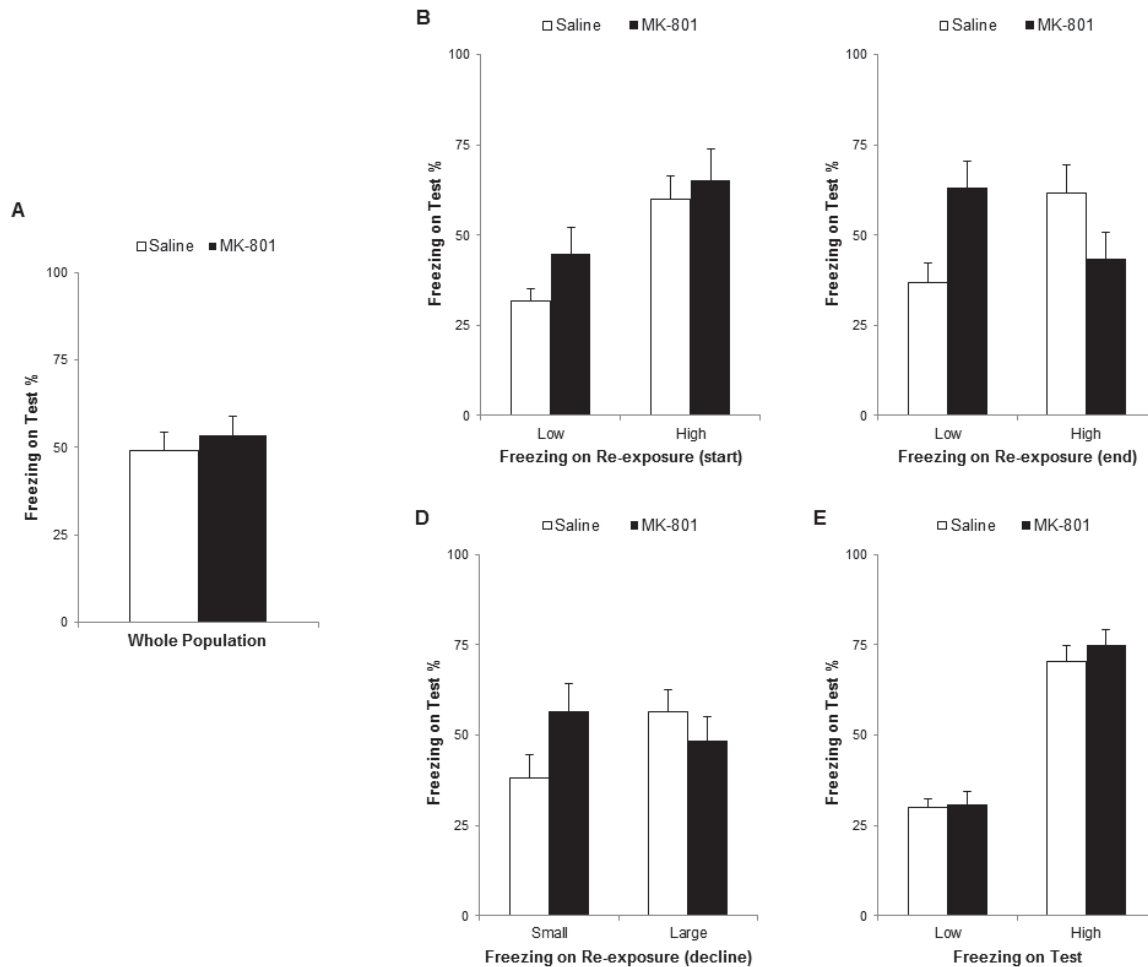 A
Saline MK-801
Freezing on Test %
100
75
50
25
0
Whole Population
B
Saline MK-801
Freezing on Test %
100
75
50
25
0
Low High
Freezing on Re-exposure (start)
Saline MK-801
Freezing on Test %
100
75
50
25
0
Low High
Freezing on Re-exposure (end)
D
Saline MK-801
Freezing on Test %
100
75
50
25
0
Small Large
Freezing on Re-exposure (decline)
E
Saline MK-801
Freezing on Test %
100
75
50
25
0
Low High
Freezing on Test